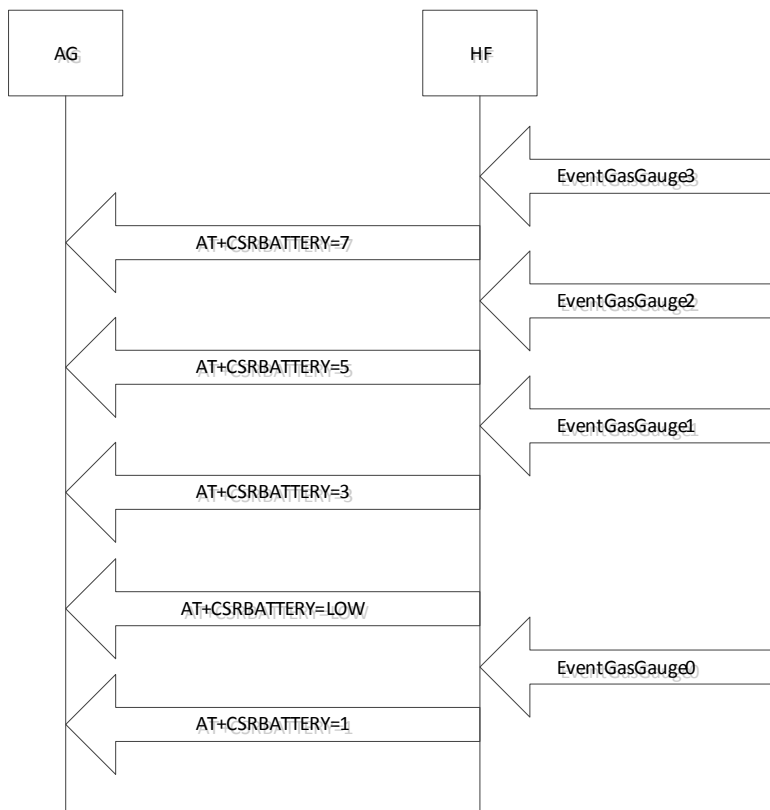 AG
HF
EventGasGauge3
AT+CSRBATTERY=7
EventGasGauge2
AT+CSRBATTERY=5
EventGasGauge1
AT+CSRBATTERY=3
AT+CSRBATTERY=LOW
EventGasGauge0
AT+CSRBATTERY=1